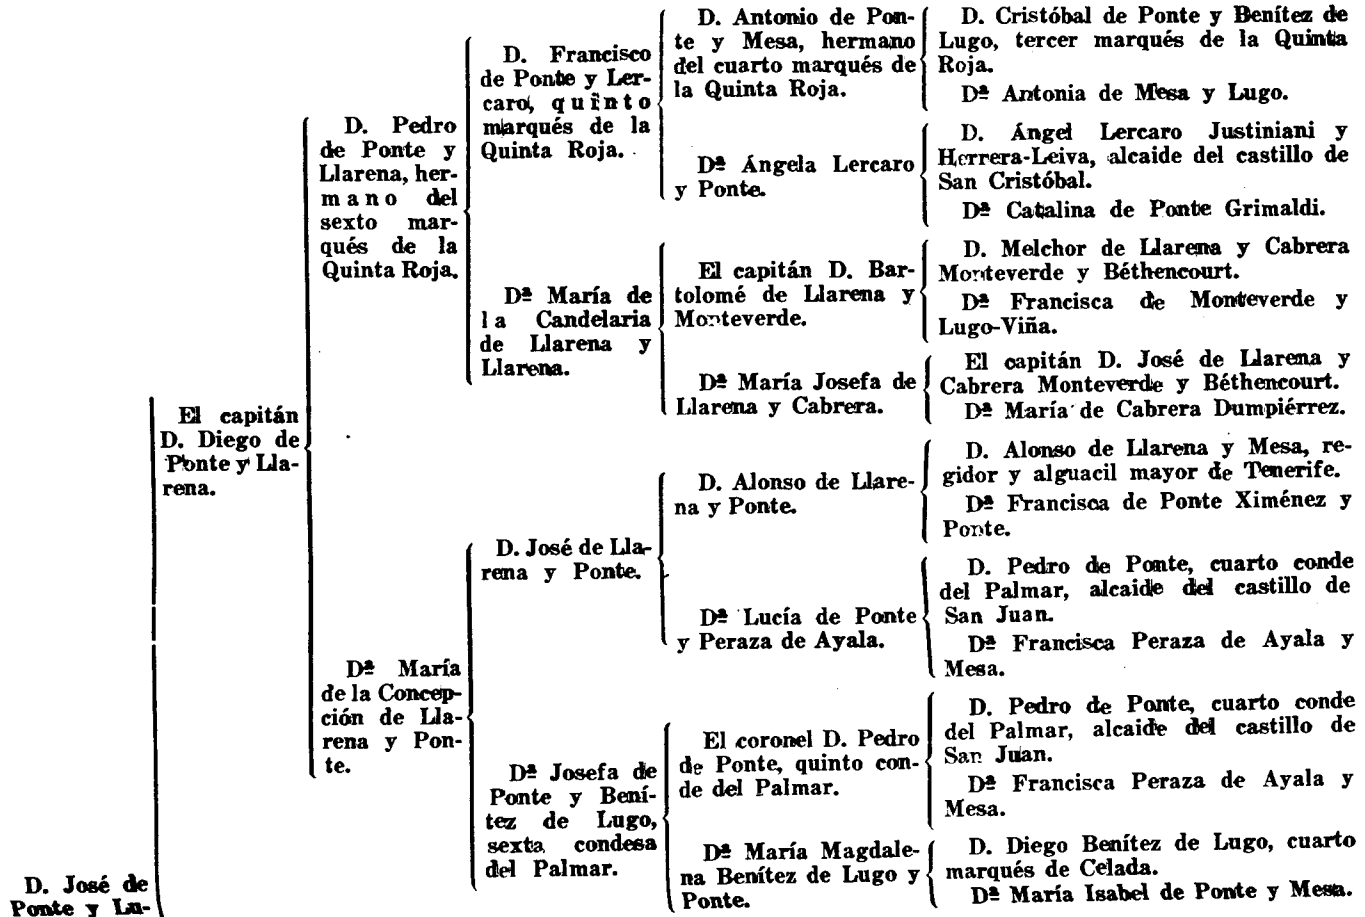 D. José de
Ponte y Lu-
El capitán
D. Diego de
Ponte y Lla-
rena.
D. Pedro
de Ponte y
Llarena, her-
mano del
sexto mar-
qués de la
Quinta Roja.
Dª María
de la Concep-
ción de Lla-
rena y Pon-
te.
D. Francisco
de Ponte y Ler-
caro, quinto
marqués de la
Quinta Roja.
Dª María de
la Candelaria
de Llarena y
Llarena.
D. José de Lla-
rena y Ponte.
Dª Josefa de
Ponte y Bení-
tez de Lugo,
sexta condesa
del Palmar.
D. Antonio de Pon-
te y Mesa, hermano
del cuarto marqués de
la Quinta Roja.
Dª Ángela Lercaro
y Ponte.
El capitán D. Bar-
tolomé de Llarena y
Monteverde.
Dª María Josefa de
Llarena y Cabrera.
D. Alonso de Llare-
na y Ponte.
Dª Lucía de Ponte
y Peraza de Ayala.
El coronel D. Pedro
de Ponte, quinto con-
de del Palmar.
Dª María Magdale-
na Benítez de Lugo y
Ponte.
D. Cristóbal de Ponte y Benítez de
Lugo, tercer marqués de la Quinta
Roja.
Dª Antonia de Mesa y Lugo.
D. Ángel Lercaro Justiniani y
Herrera-Leiva, alcaide del castillo de
San Cristóbal.
Dª Catalina de Ponte Grimaldi.
D. Melchor de Llarena y Cabrera
Monteverde y Béthencourt.
Dª Francisca de Monteverde y
Lugo-Viña.
El capitán D. José de Llarena y
Cabrera Monteverde y Béthencourt.
Dª María de Cabrera Dumpiérrez.
D. Alonso de Llarena y Mesa, re-
gidor y alguacil mayor de Tenerife.
Dª Francisca de Ponte Ximénez y
Ponte.
D. Pedro de Ponte, cuarto conde
del Palmar, alcaide del castillo de
San Juan.
Dª Francisca Peraza de Ayala y
Mesa.
D. Pedro de Ponte, cuarto conde
del Palmar, alcaide del castillo de
San Juan.
Dª Francisca Peraza de Ayala y
Mesa.
D. Diego Benítez de Lugo, cuarto
marqués de Celada.
Dª María Isabel de Ponte y Mesa.